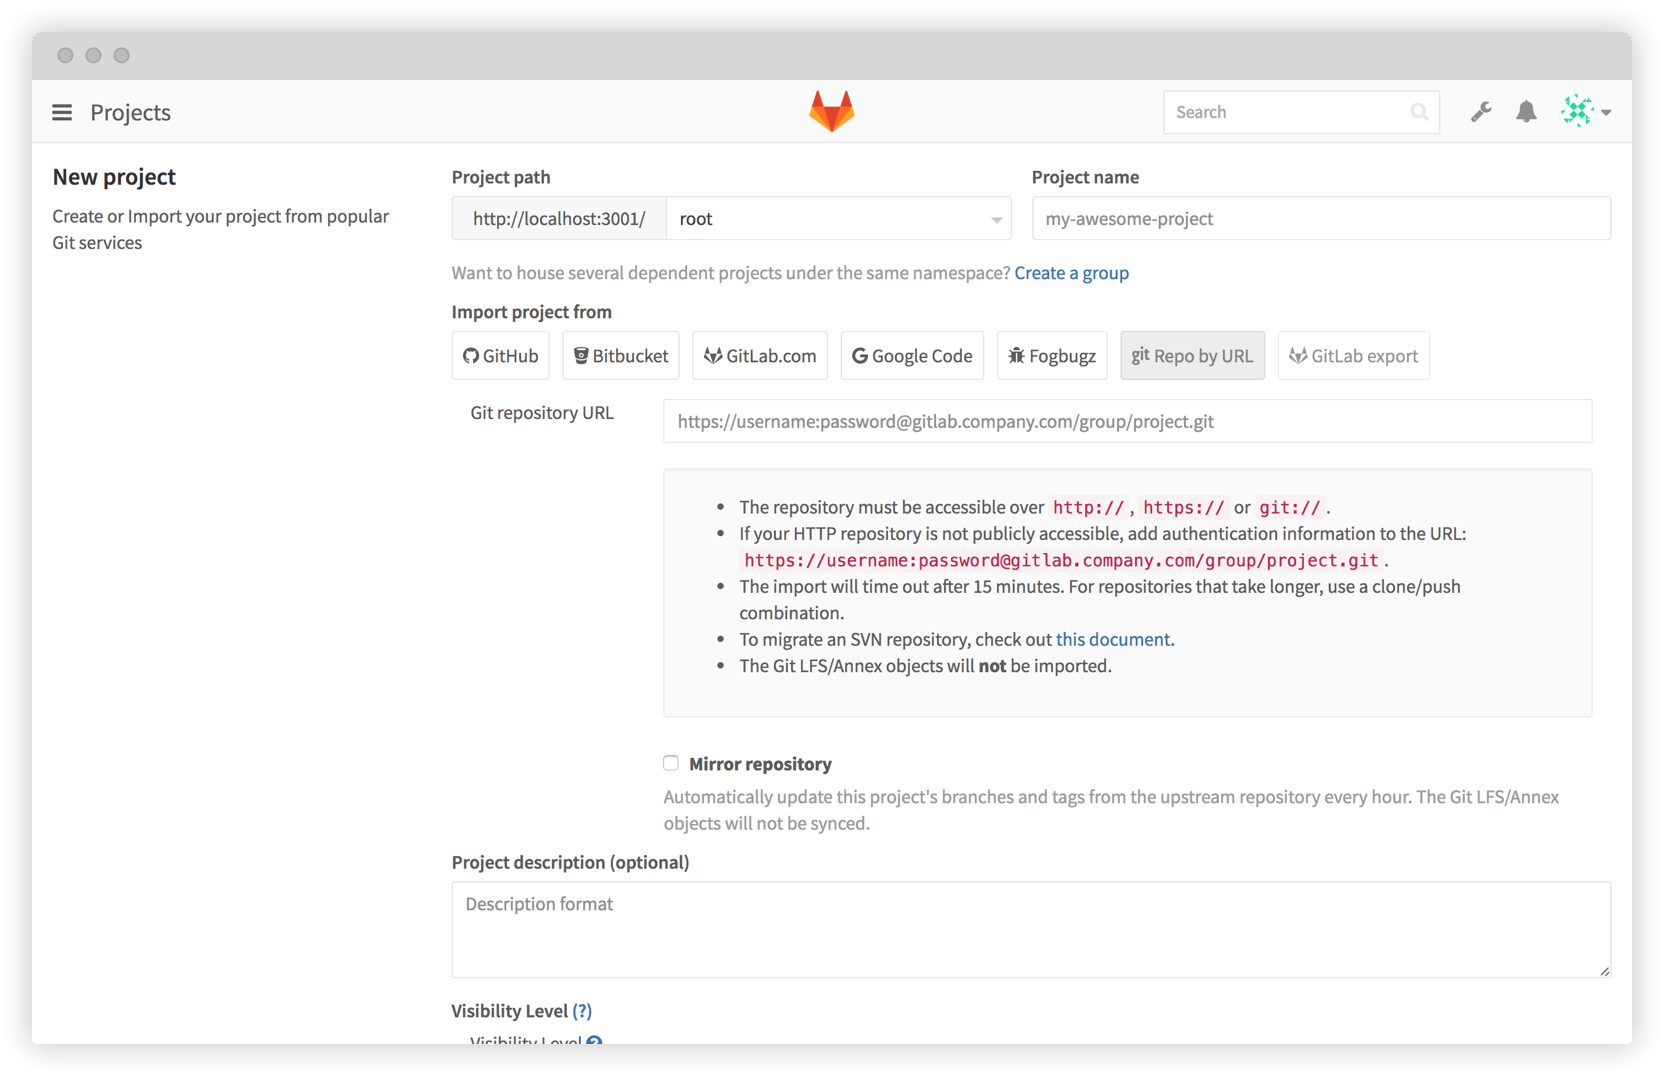 Projects
Search
New project
Create or Import your project from popular
Git services
Project path
Project name
http://localhost:3001/ root
my-awesome-project
Want to house several dependent projects under the same namespace? Create a group
Import project from
GitHub
Bitbucket
GitLab.com
Google Code
Fogbugz
git Repo by URL
GitLab export
Git repository URL
https://username:password@gitlab.company.com/group/project.git
• The repository must be accessible over http://, https:// or git://.
• If your HTTP repository is not publicly accessible, add authentication information to the URL:
https://username:password@gitlab.company.com/group/project.git.
• The import will time out after 15 minutes. For repositories that take longer, use a clone/push
combination.
• To migrate an SVN repository, check out this document.
• The Git LFS/Annex objects will not be imported.
Mirror repository
Automatically update this project's branches and tags from the upstream repository every hour. The Git LFS/Annex
objects will not be synced.
Project description (optional)
Description format
Visibility Level (?)
Visibility Level ?